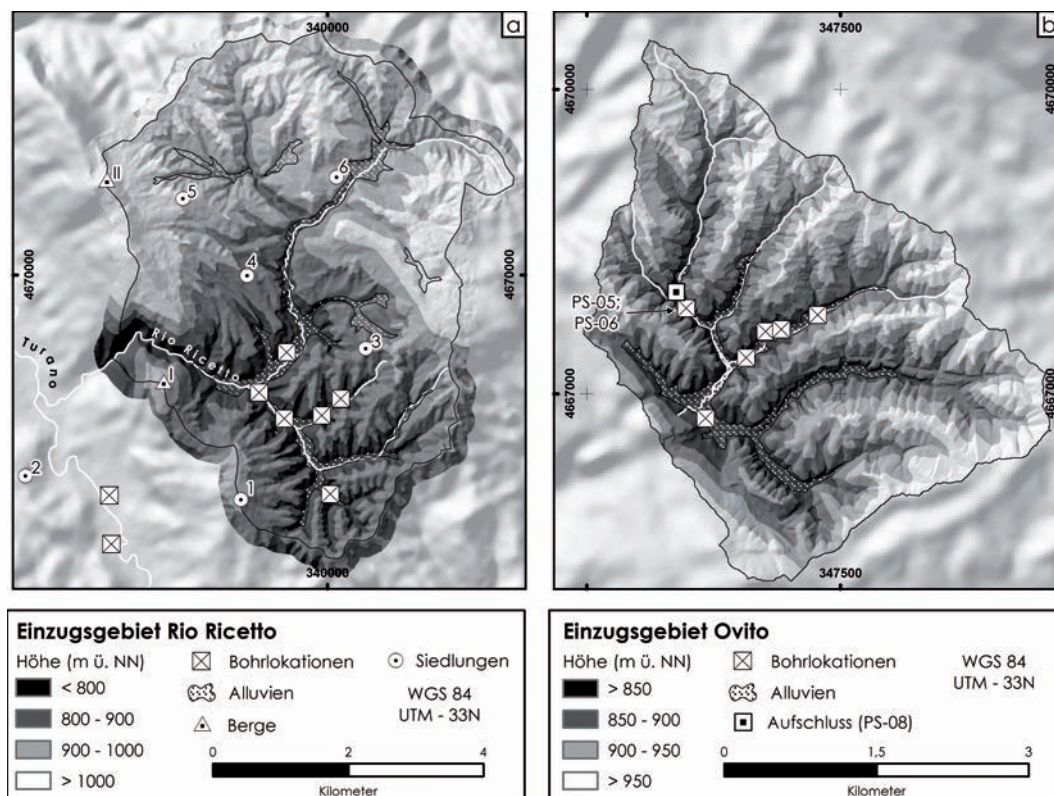 340000
a
II
5
6
4670000
4
4670000
Turano
Rio Ricetto
3
I
2
1
340000
347500
b
4670000
4670000
PS-05;
PS-06
4667000
4667000
347500
Einzugsgebiet Rio Ricetto
Höhe (m ü. NN)
< 800
800 - 900
900 - 1000
> 1000
Bohrlokationen
Alluvien
Berge
Siedlungen
WGS 84
UTM - 33N
0
2
4
Kilometer
Einzugsgebiet Ovito
Höhe (m ü. NN)
> 850
850 - 900
900 - 950
> 950
Bohrlokationen
Alluvien
Aufschluss (PS-08)
WGS 84
UTM - 33N
0
1,5
3
Kilometer